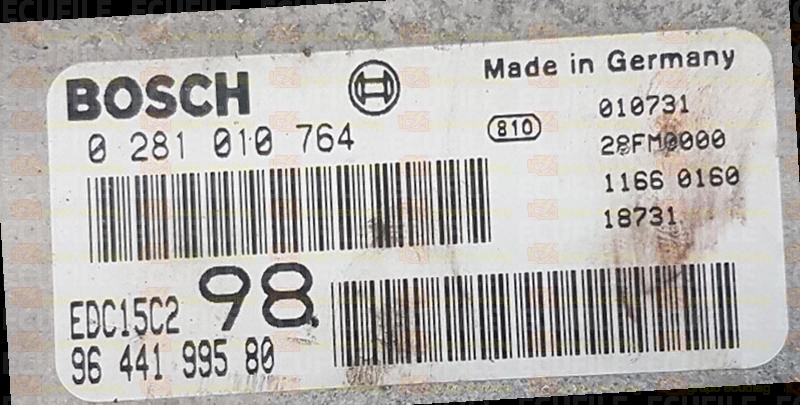 BOSCH
Made in Germany
0 281 010 764
810
010731
28FM0000
1166 0160
18731
EDC15C2 98
96 441 995 80